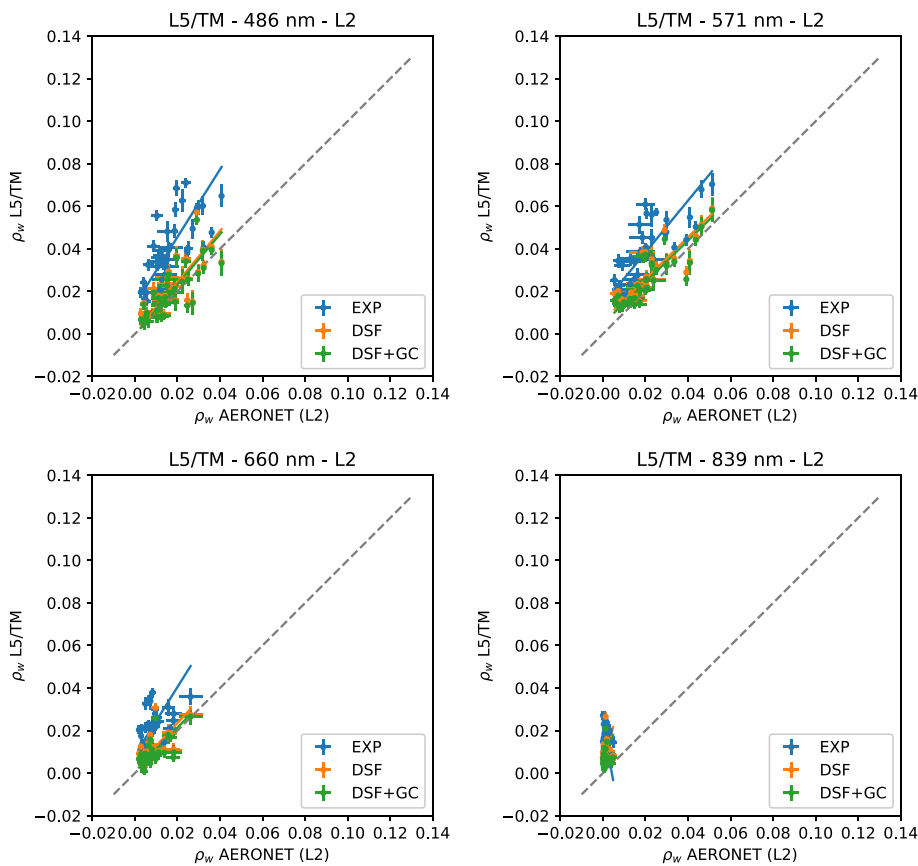 L5/TM - 486 nm - L2
0.14
0.12
0.10
0.08
0.06
0.04
0.02
0.00
−0.02
ρw L5/TM
−0.02 0.00 0.02 0.04 0.06 0.08 0.10 0.12 0.14
ρw AERONET (L2)
EXP
DSF
DSF+GC
L5/TM - 571 nm - L2
0.14
0.12
0.10
0.08
0.06
0.04
0.02
0.00
−0.02
ρw L5/TM
−0.02 0.00 0.02 0.04 0.06 0.08 0.10 0.12 0.14
ρw AERONET (L2)
EXP
DSF
DSF+GC
L5/TM - 660 nm - L2
0.14
0.12
0.10
0.08
0.06
0.04
0.02
0.00
−0.02
ρw L5/TM
−0.02 0.00 0.02 0.04 0.06 0.08 0.10 0.12 0.14
ρw AERONET (L2)
EXP
DSF
DSF+GC
L5/TM - 839 nm - L2
0.14
0.12
0.10
0.08
0.06
0.04
0.02
0.00
−0.02
ρw L5/TM
−0.02 0.00 0.02 0.04 0.06 0.08 0.10 0.12 0.14
ρw AERONET (L2)
EXP
DSF
DSF+GC